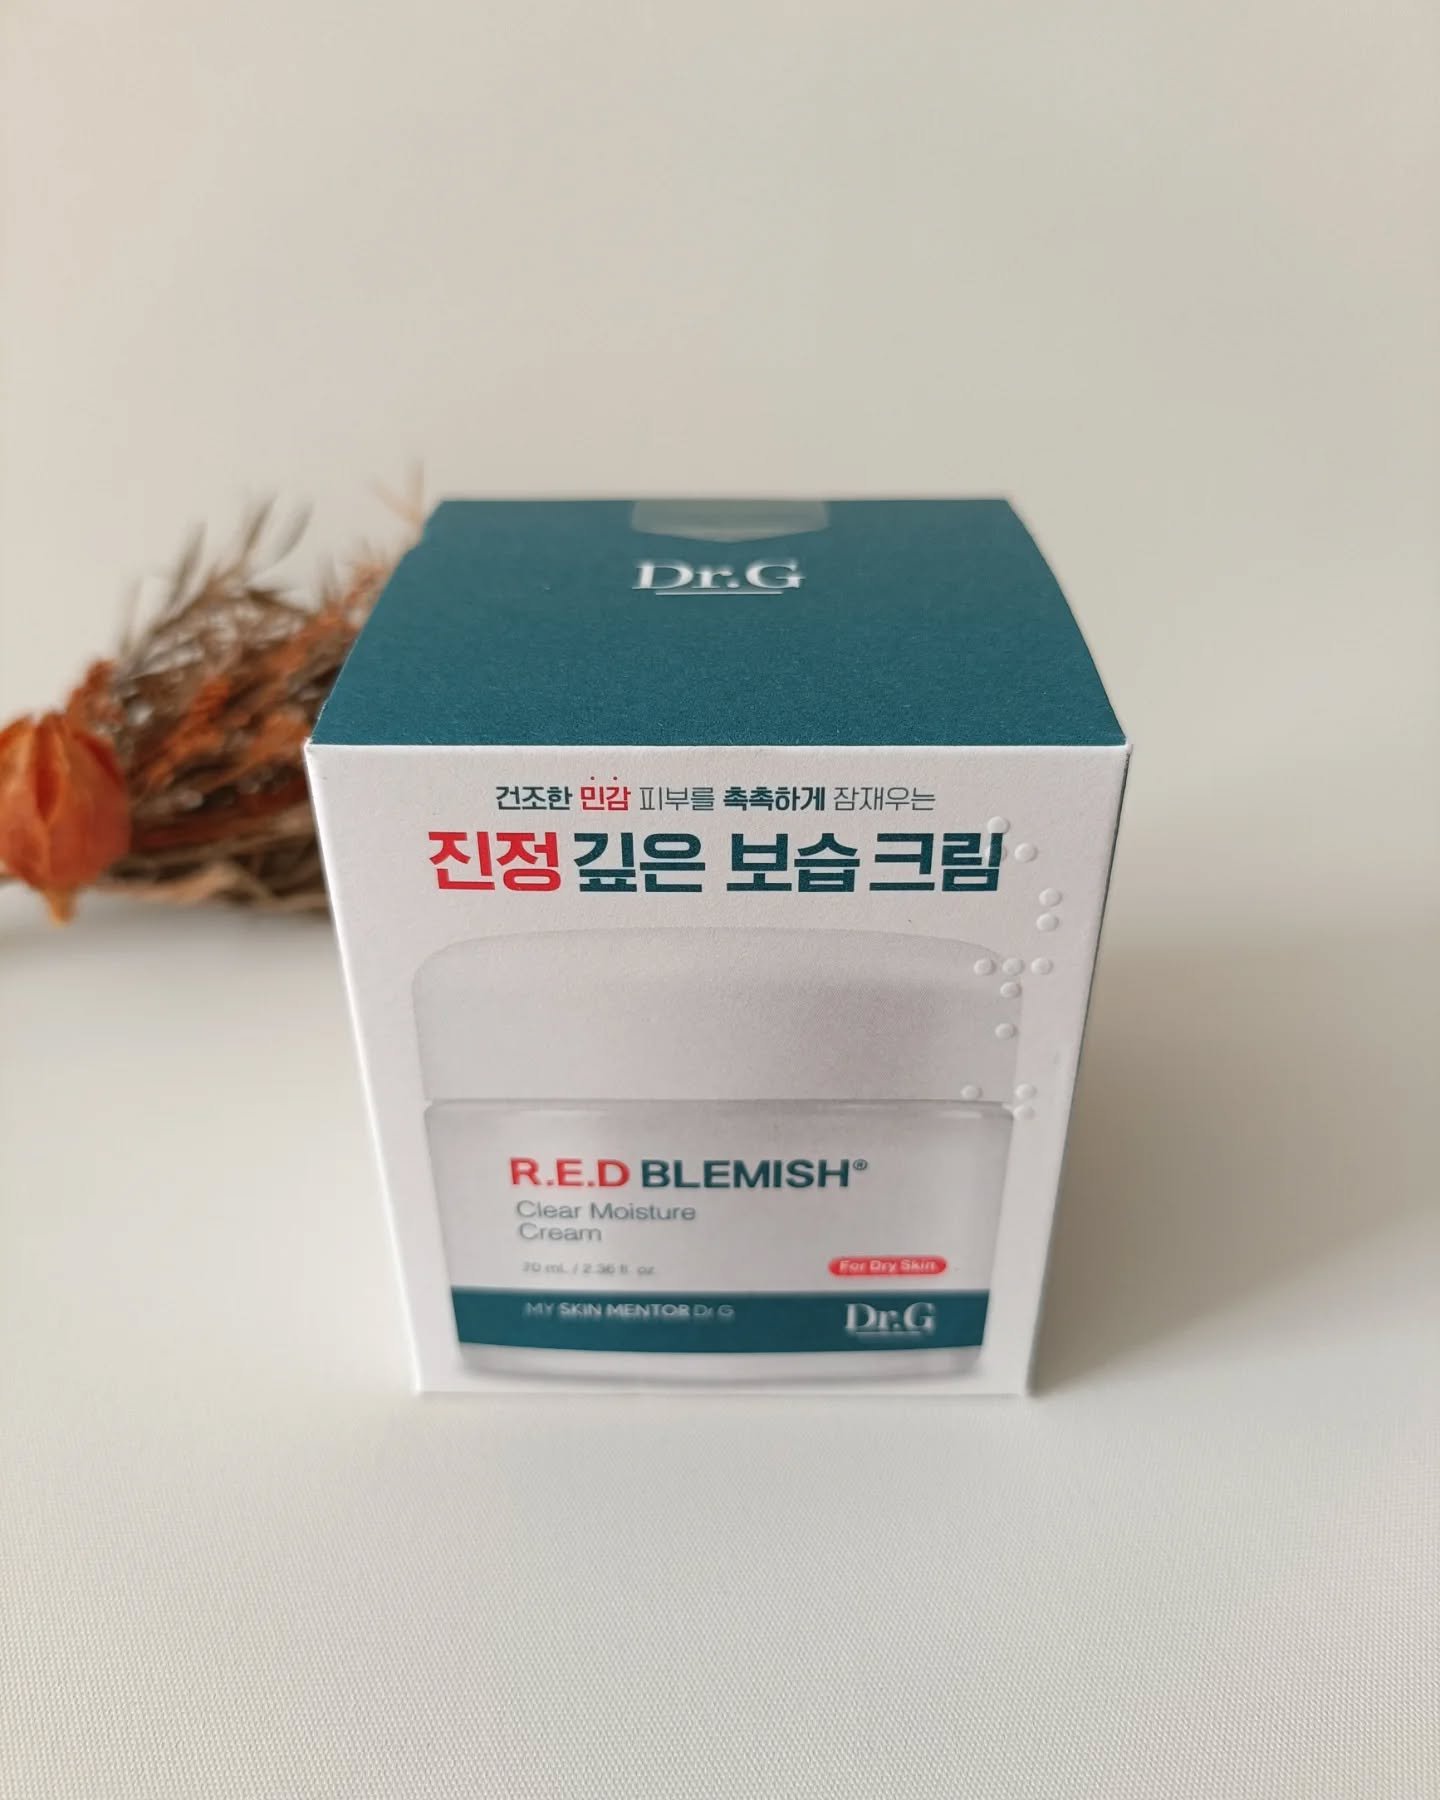 Dr.G
건조한 민감 피부를 촉촉하게 잠재우는
진정 깊은 보습 크림
R.E.D BLEMISH®
Clear Moisture
Cream
70 mL / 2.36 fl. oz
For Dry Skin
MY SKIN MENTOR Dr.G
Dr.G